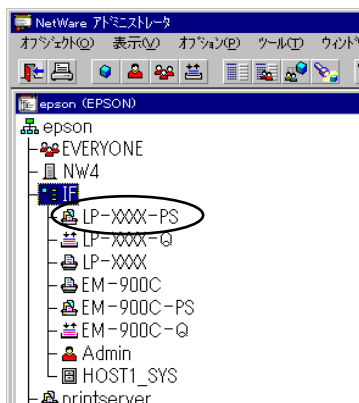 NetWare アドミニストレータ
オブジェクト(O) 表示(V) オプション(P) ツール(T) ウィンド
epson (EPSON)
epson
EVERYONE
NW4
IF
LP-XXXX-PS
LP-XXXX-Q
LP-XXXX
EM-900C
EM-900C-PS
EM-900C-Q
Admin
HOST1_SYS
printserver